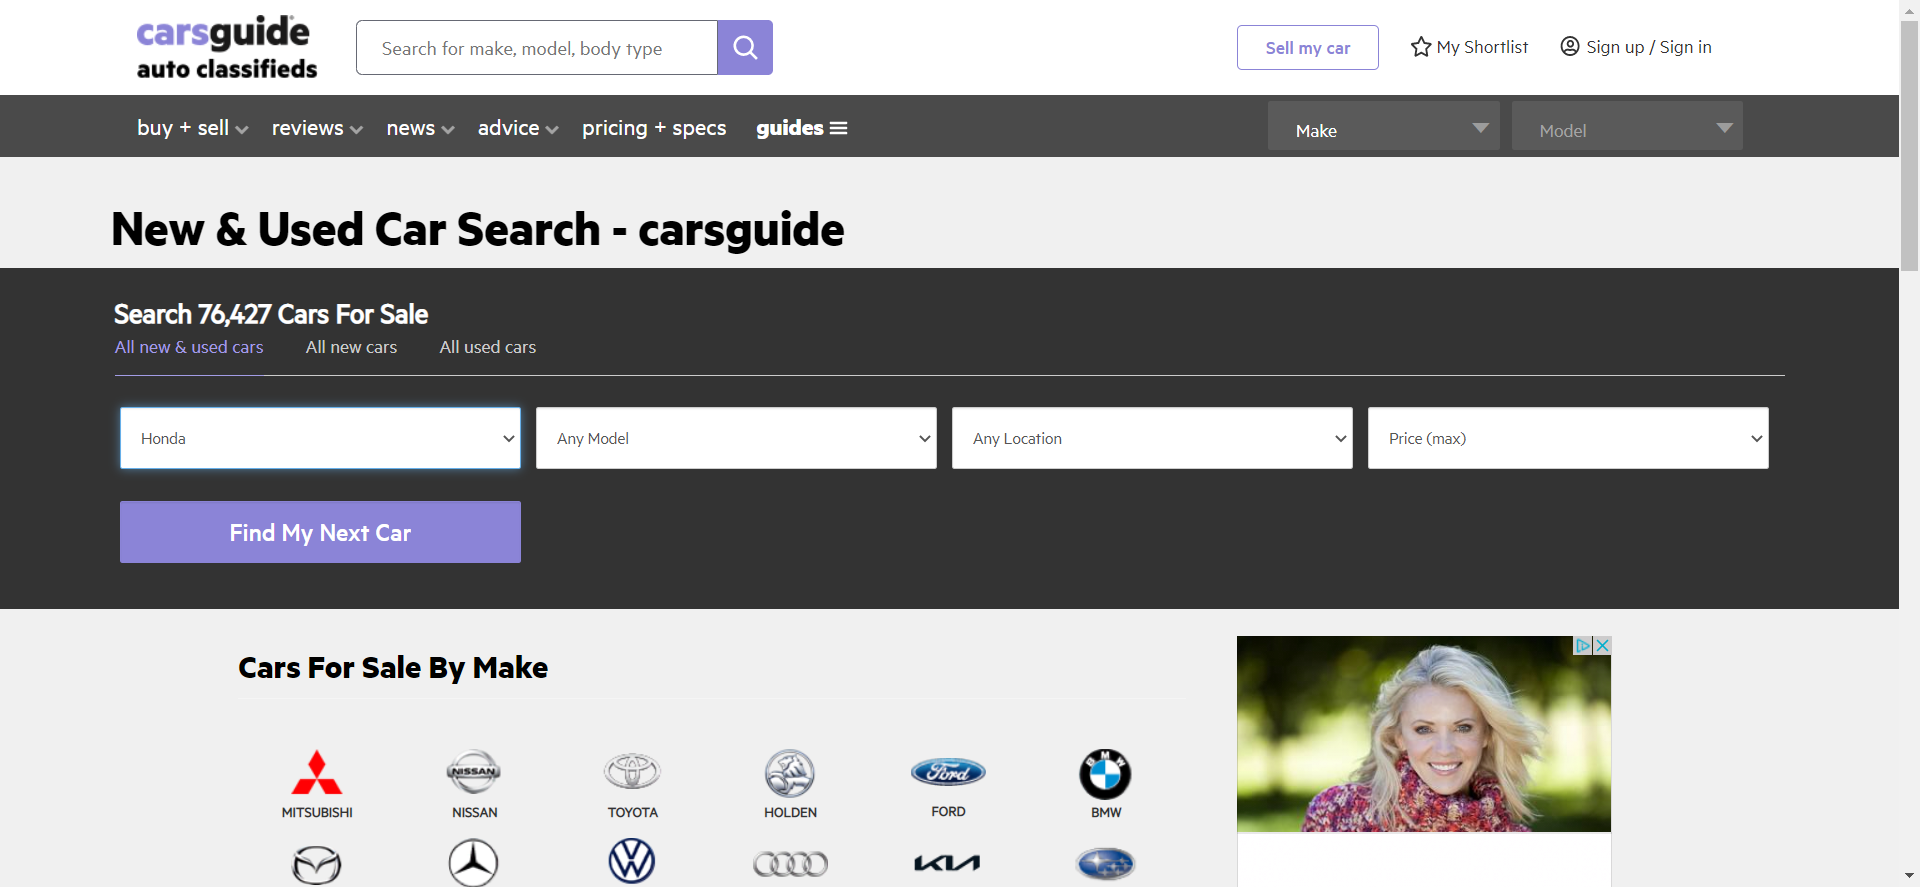 carsguide
auto classifieds
Search for make, model, body type
Sell my car
My Shortlist
Sign up / Sign in
buy + sell
reviews
news
advice
pricing + specs
guides
Make
Model
New & Used Car Search - carsguide
Search 76,427 Cars For Sale
All new & used cars
All new cars
All used cars
Honda
Any Model
Any Location
Price (max)
Find My Next Car
Cars For Sale By Make
NISSAN
Ford
BMW
MITSUBISHI
NISSAN
TOYOTA
HOLDEN
FORD
BMW
KIA